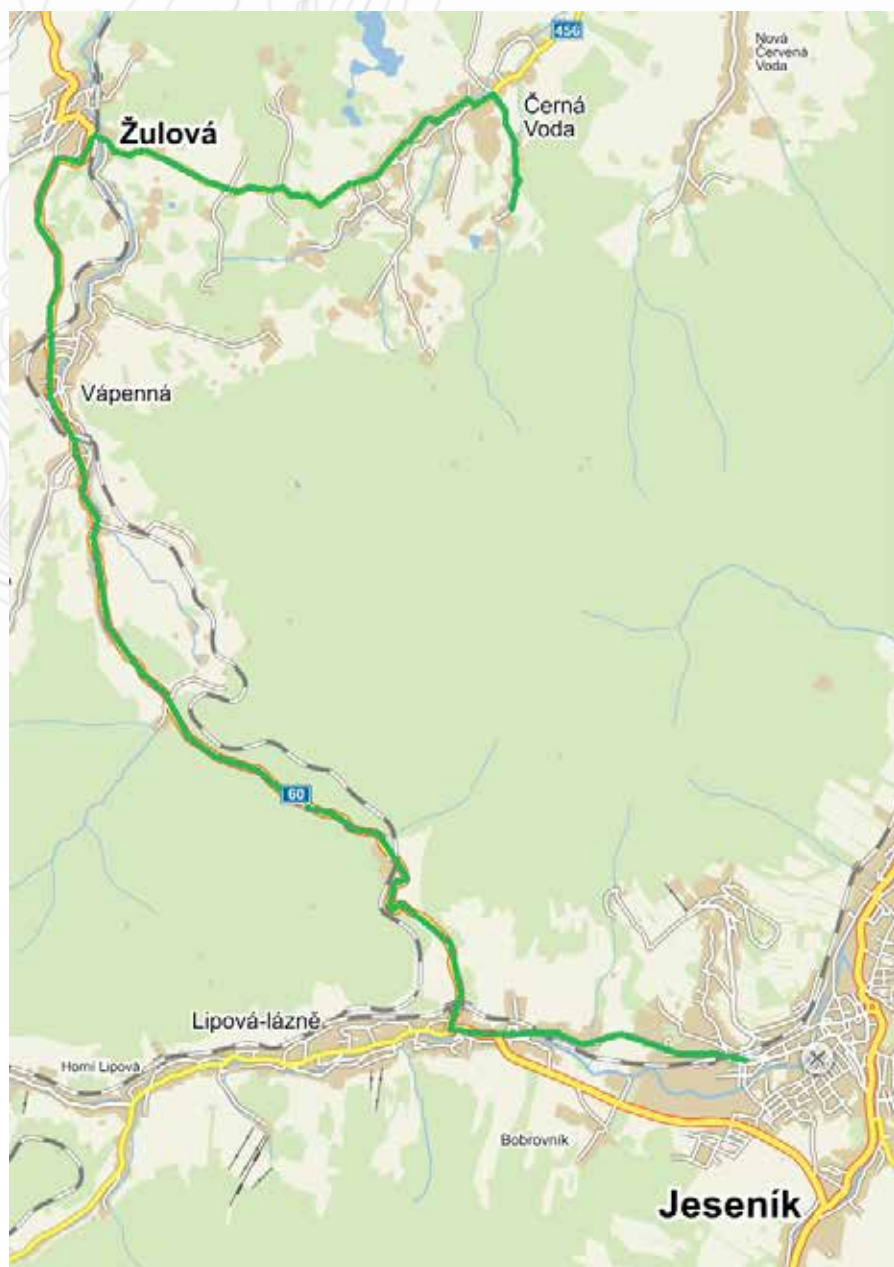 456
Nová
Červená
Voda
Černá
Voda
Žulová
Vápenná
60
Lipová-lázně
Horní Lipová
Bobrovník
Jeseník